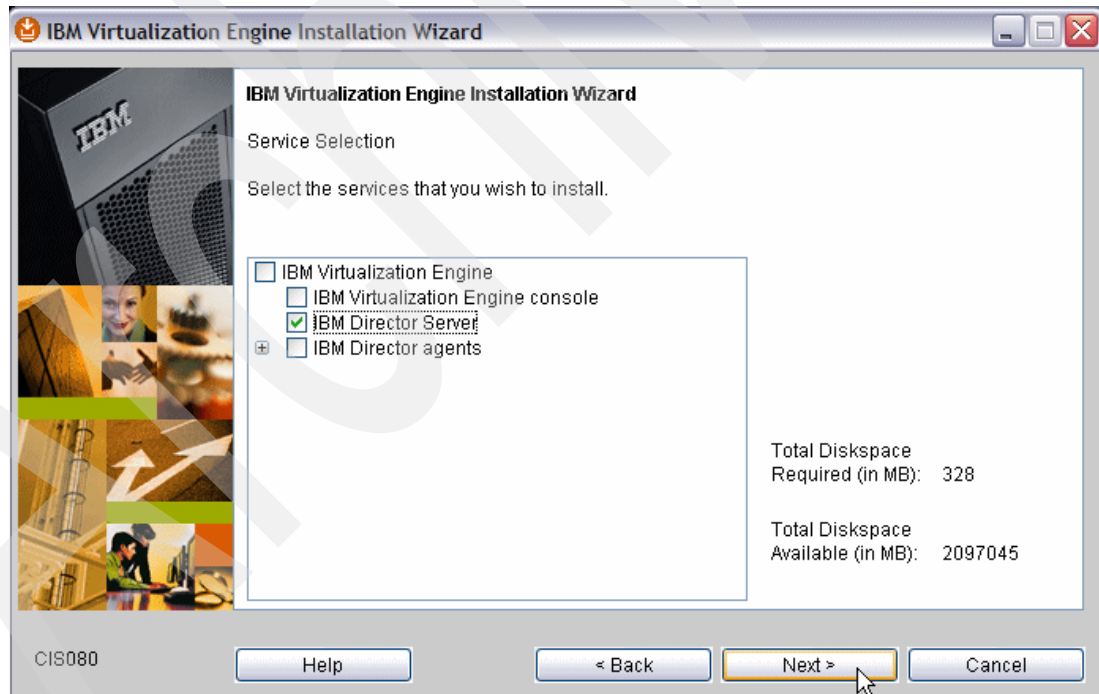 IBM Virtualization Engine Installation Wizard
IBM
IBM Virtualization Engine Installation Wizard
Service Selection
Select the services that you wish to install.
IBM Virtualization Engine
IBM Virtualization Engine console
IBM Director Server
IBM Director agents
Total Diskspace
Required (in MB): 328
Total Diskspace
Available (in MB): 2097045
CIS080
Help
< Back
Next >
Cancel